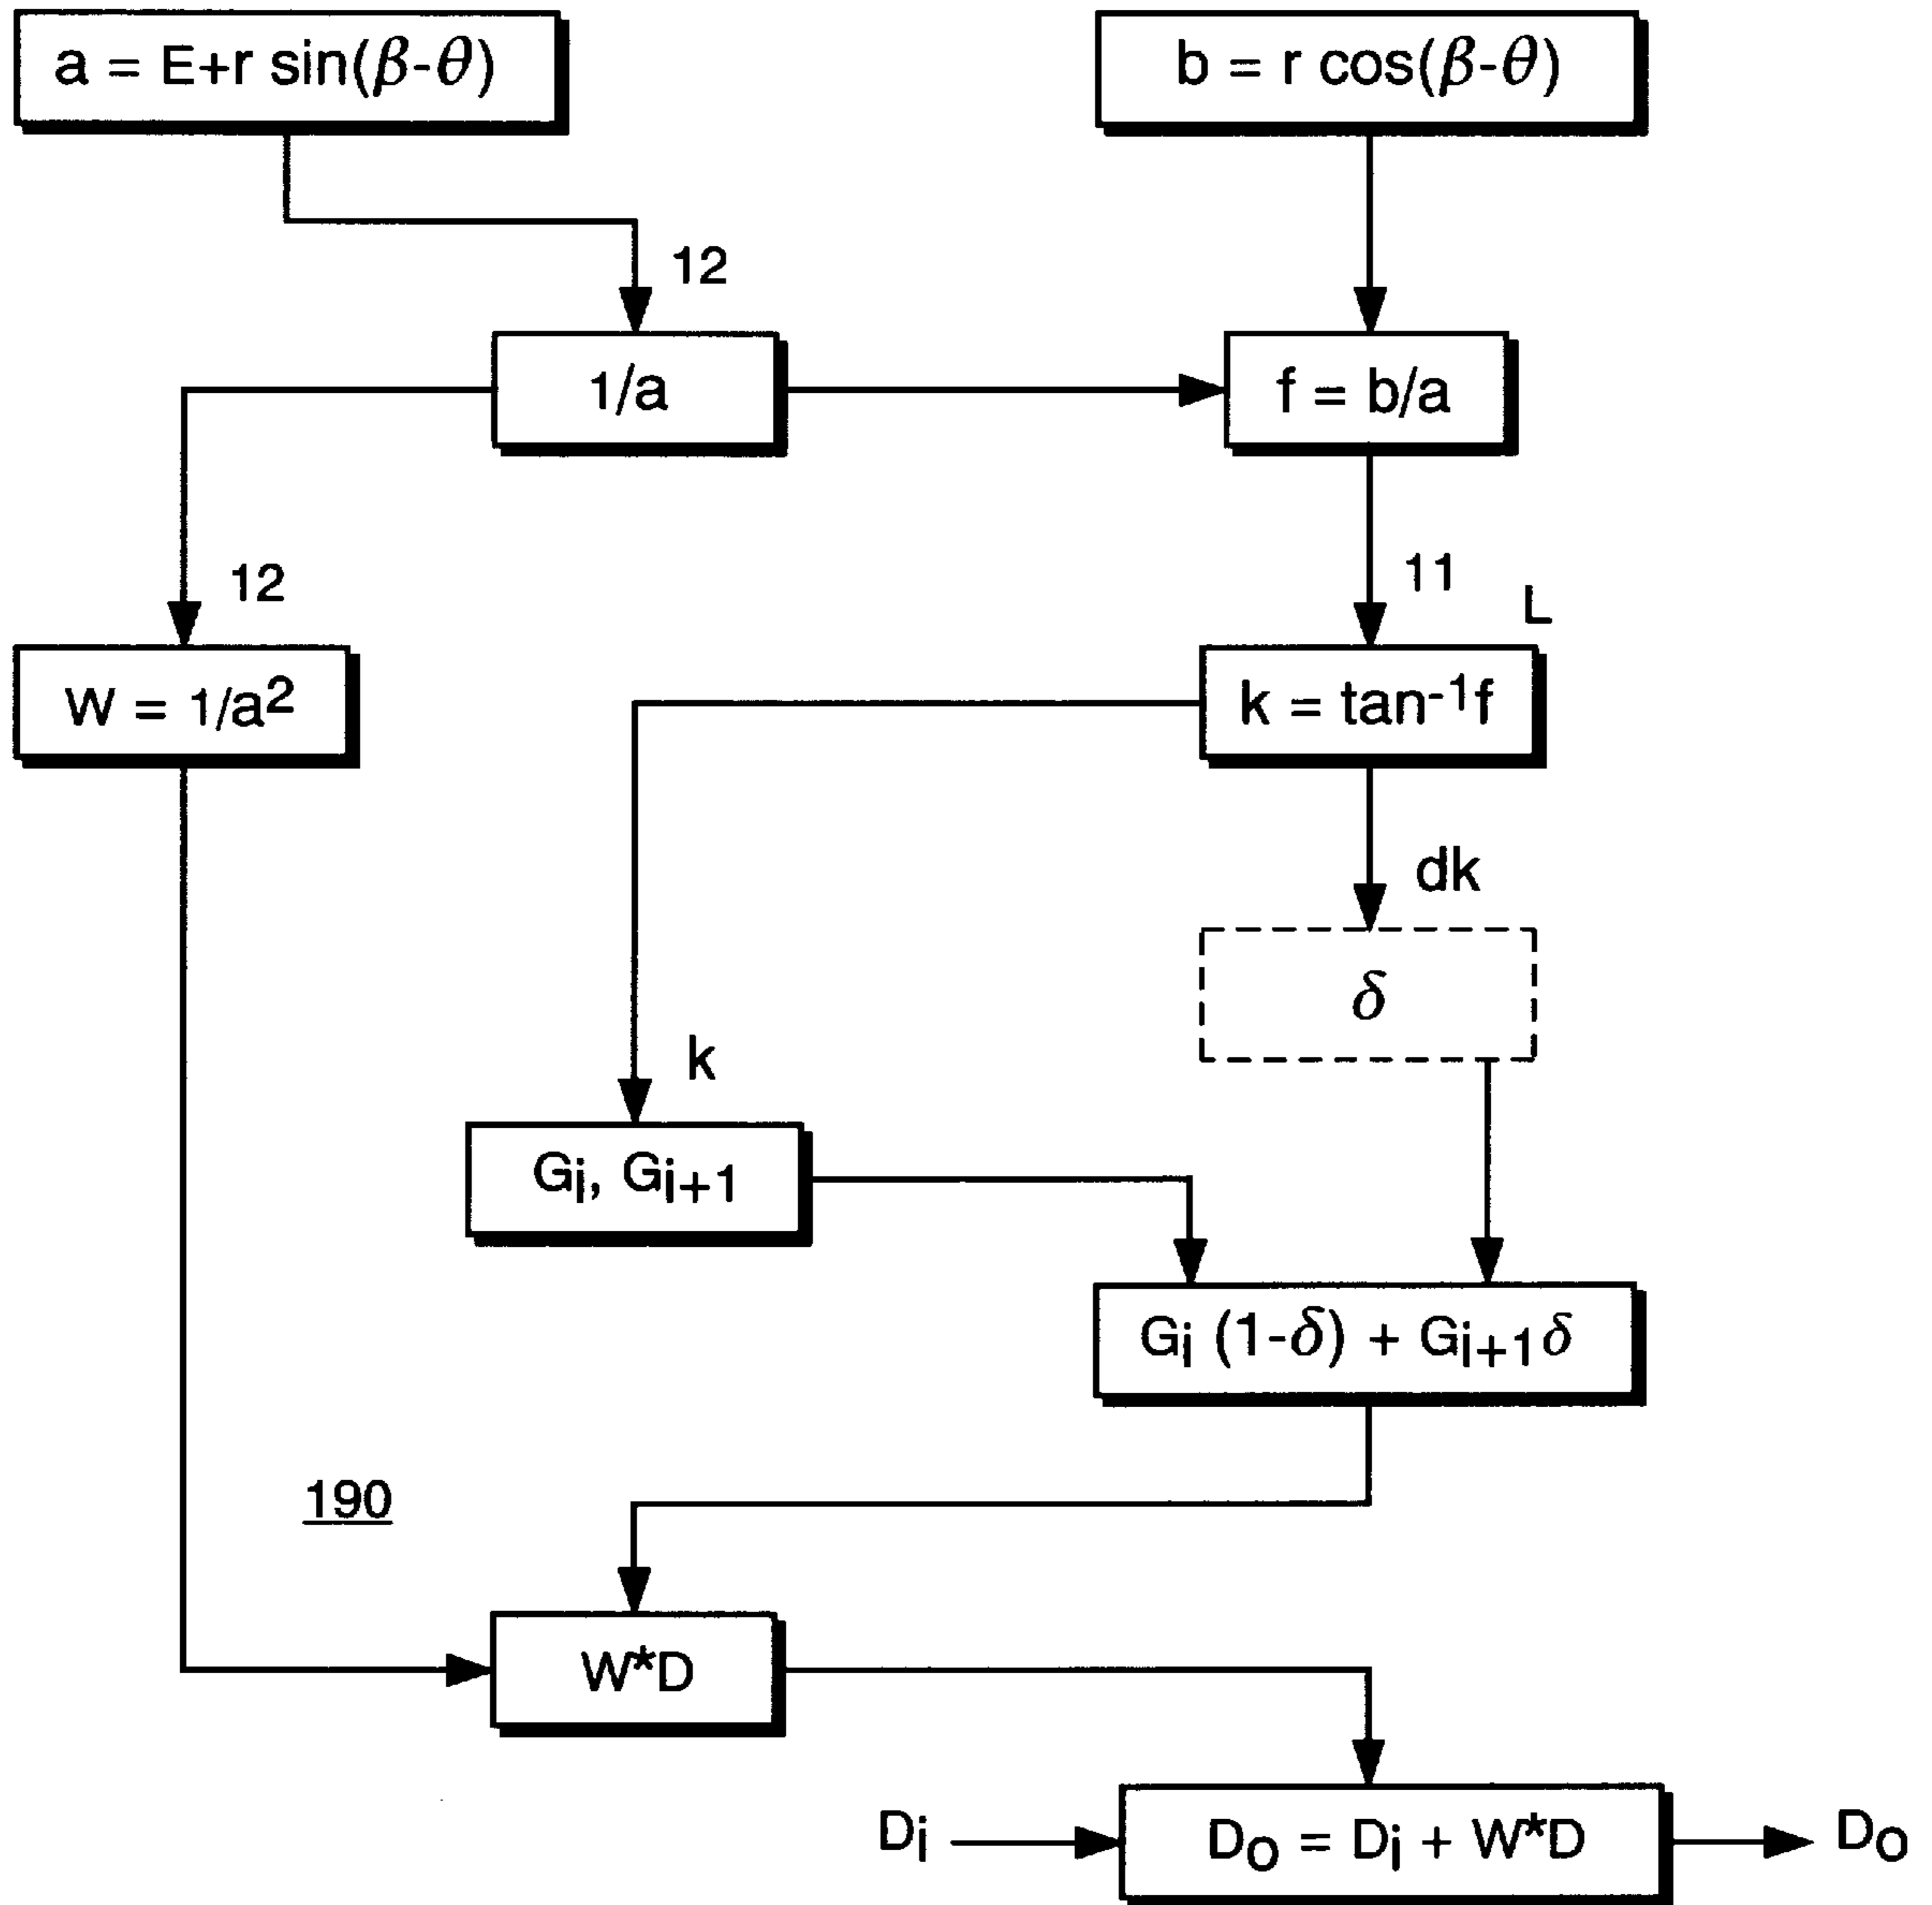 a = E+r sin(β-θ)
b = r cos(β-θ)
12
1/a
f = b/a
12
11
L
W = 1/a²
k = tan⁻¹f
dk
δ
k
Gᵢ, Gᵢ₊₁
Gᵢ (1-δ) + Gᵢ₊₁δ
190
W*D
Dᵢ
Dₒ = Dᵢ + W*D
Dₒ